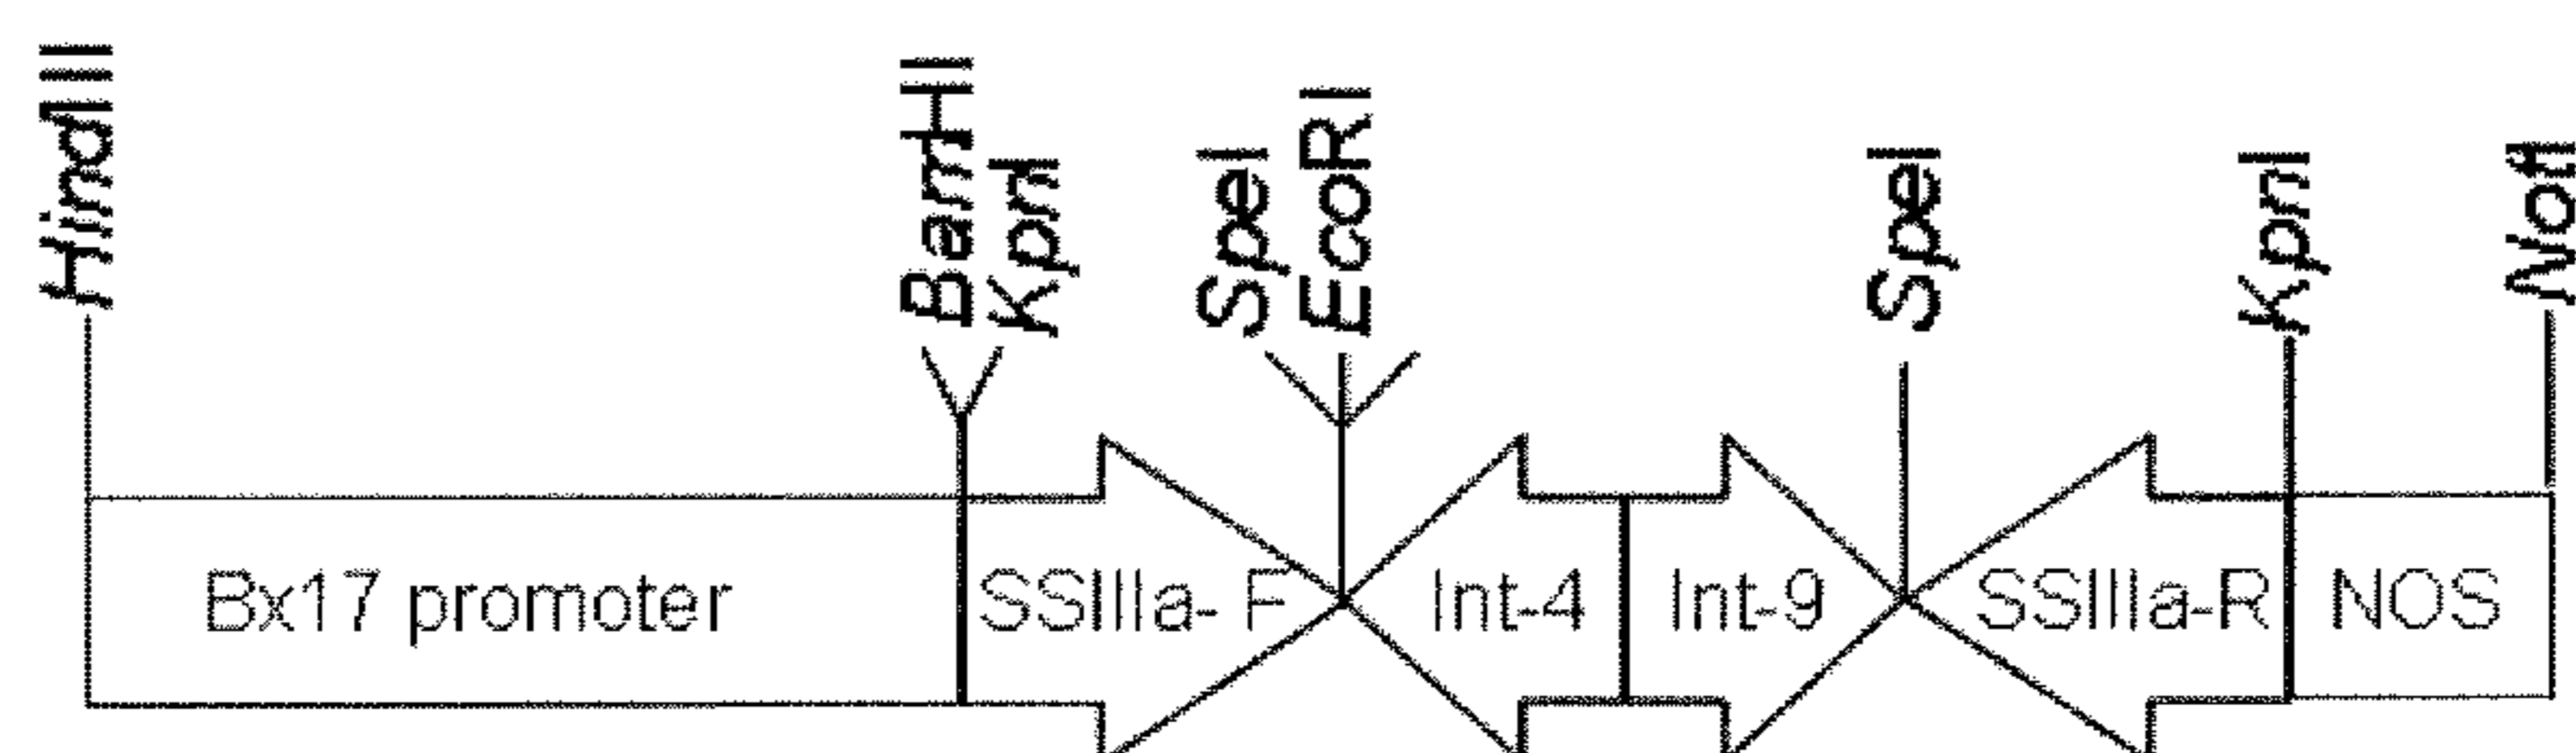 HindIII
BamHI
KpnI
SpeI
EcoRI
SpeI
KpnI
NotI
Bx17 promoter
SSIIIa- F
Int-4
Int-9
SSIIIa-R
NOS